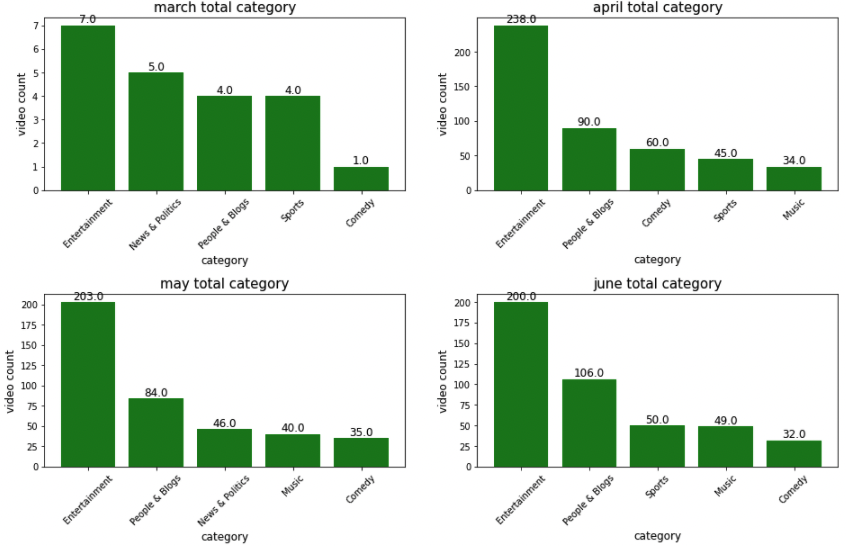 march total category
video count
7
6
5
4
3
2
1
0
7.0
5.0
4.0
4.0
1.0
Entertainment
News & Politics
People & Blogs
Sports
Comedy
category
april total category
video count
200
150
100
50
0
238.0
90.0
60.0
45.0
34.0
Entertainment
People & Blogs
Comedy
Sports
Music
category
may total category
video count
200
175
150
125
100
75
50
25
0
203.0
84.0
46.0
40.0
35.0
Entertainment
People & Blogs
News & Politics
Music
Comedy
category
june total category
video count
200
175
150
125
100
75
50
25
0
200.0
106.0
50.0
49.0
32.0
Entertainment
People & Blogs
Sports
Music
Comedy
category